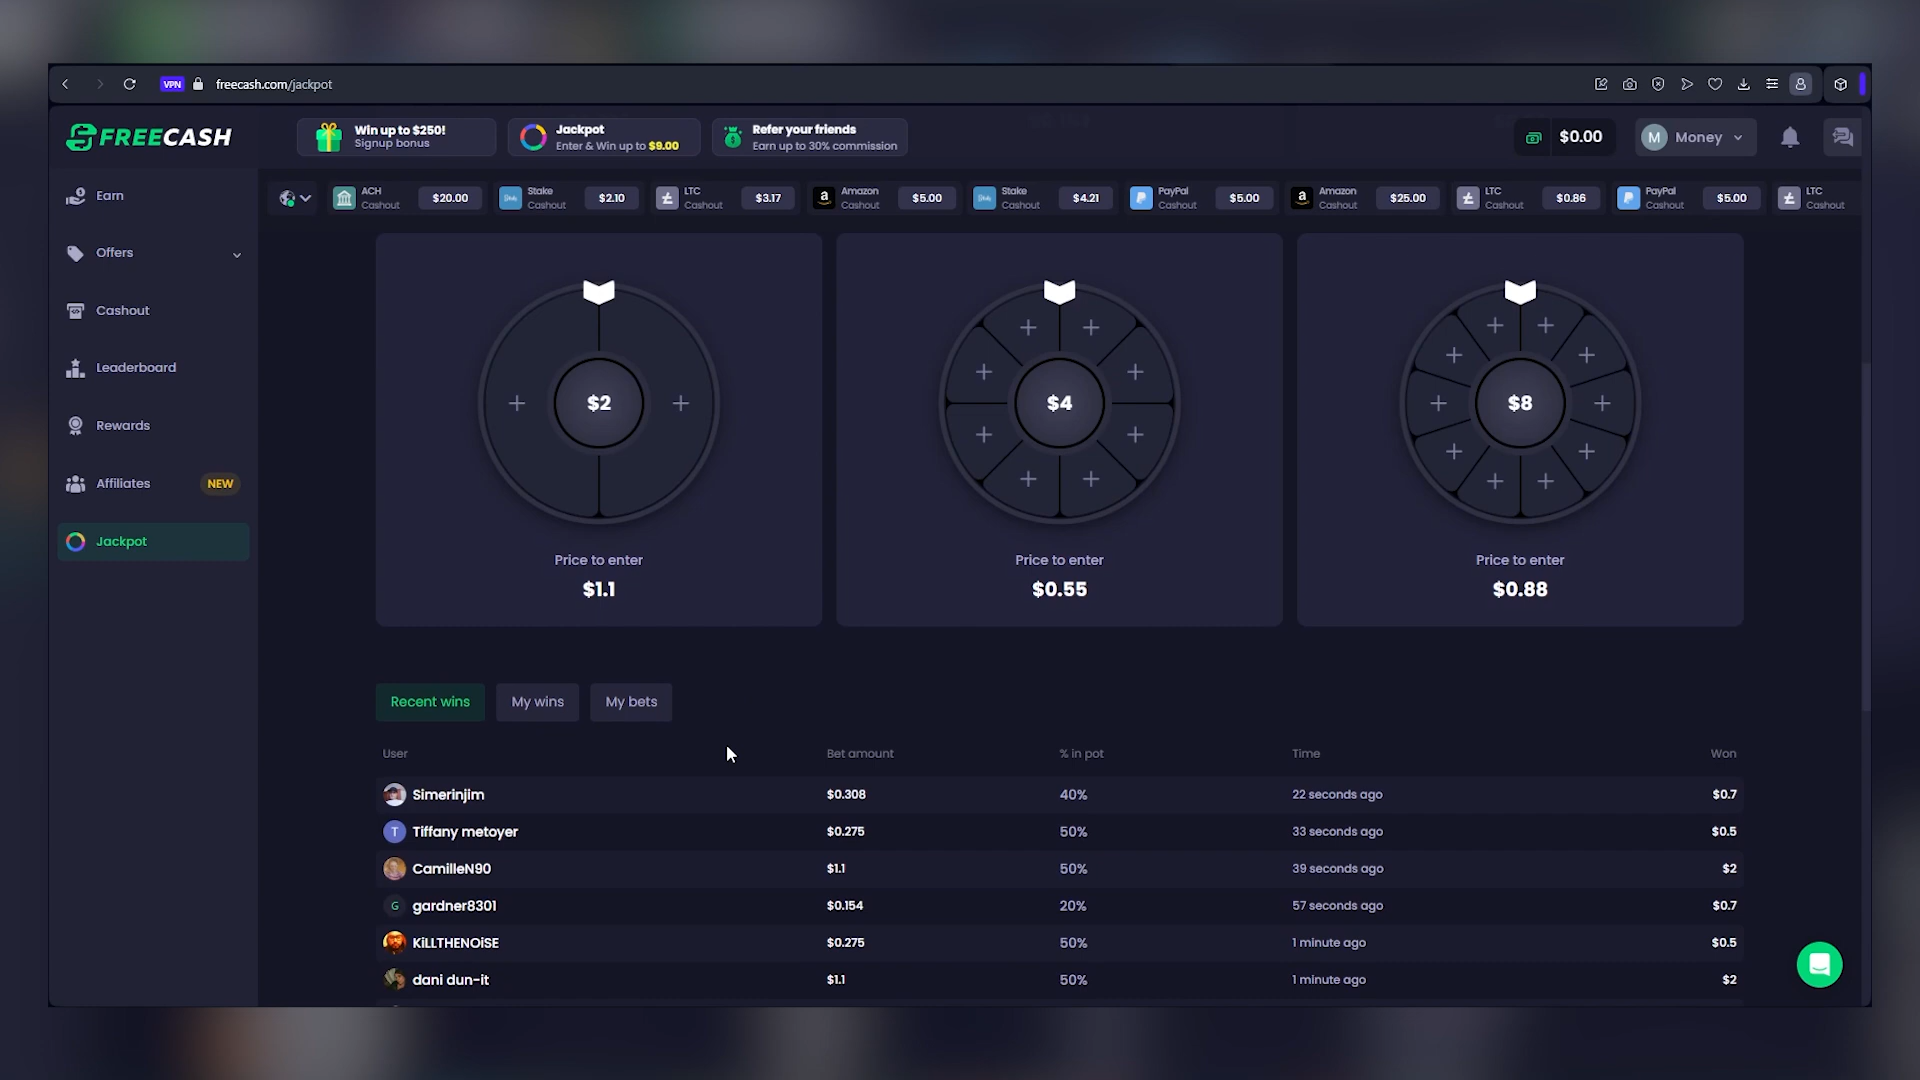 VPN
freecash.com/jackpot
FREECASH
Win up to $250!
Signup bonus
Jackpot
Enter & Win up to $9.00
Refer your friends
Earn up to 30% commission
$0.00
M
Money
Earn
Offers
Cashout
Leaderboard
Rewards
Affiliates
NEW
Jackpot
ACH
Cashout
$20.00
Stake
Cashout
$2.10
LTC
Cashout
$3.17
a
Amazon
Cashout
$5.00
Stake
Cashout
$4.21
PayPal
Cashout
$5.00
a
Amazon
Cashout
$25.00
LTC
Cashout
$0.86
PayPal
Cashout
$5.00
LTC
Cashout
$2
Price to enter
$1.1
$4
Price to enter
$0.55
$8
Price to enter
$0.88
Recent wins
My wins
My bets
User Bet amount % in pot Time Won
Simerinjim $0.308 40% 22 seconds ago $0.7
T Tiffany metoyer $0.275 50% 33 seconds ago $0.5
CamilleN90 $1.1 50% 39 seconds ago $2
G gardner8301 $0.154 20% 57 seconds ago $0.7
KiLLTHENOiSE $0.275 50% 1 minute ago $0.5
dani dun-it $1.1 50% 1 minute ago $2